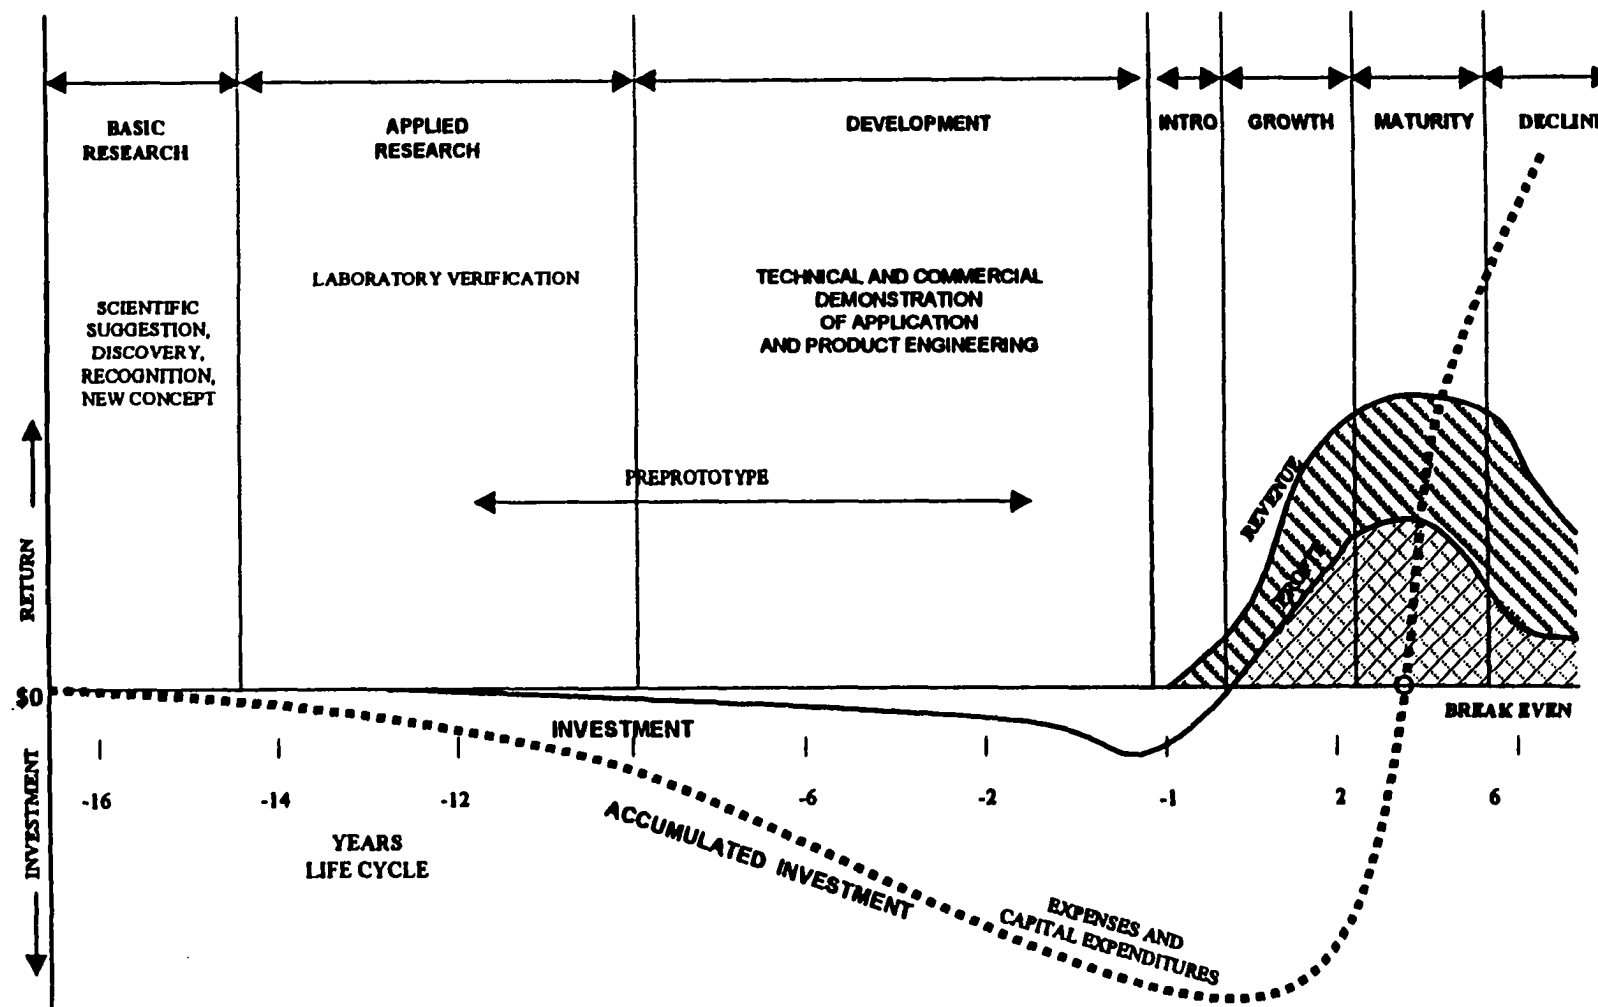 BASIC
RESEARCH
APPLIED
RESEARCH
DEVELOPMENT
INTRO
GROWTH
MATURITY
DECLINE
SCIENTIFIC
SUGGESTION,
DISCOVERY,
RECOGNITION,
NEW CONCEPT
LABORATORY VERIFICATION
TECHNICAL AND COMMERCIAL
DEMONSTRATION
OF APPLICATION
AND PRODUCT ENGINEERING
PREPROTOTYPE
REVENUE
PROFIT
RETURN
$0
INVESTMENT
INVESTMENT
BREAK EVEN
-16
-14
-12
-6
-2
-1
2
6
YEARS
LIFE CYCLE
ACCUMULATED INVESTMENT
EXPENSES AND
CAPITAL EXPENDITURES